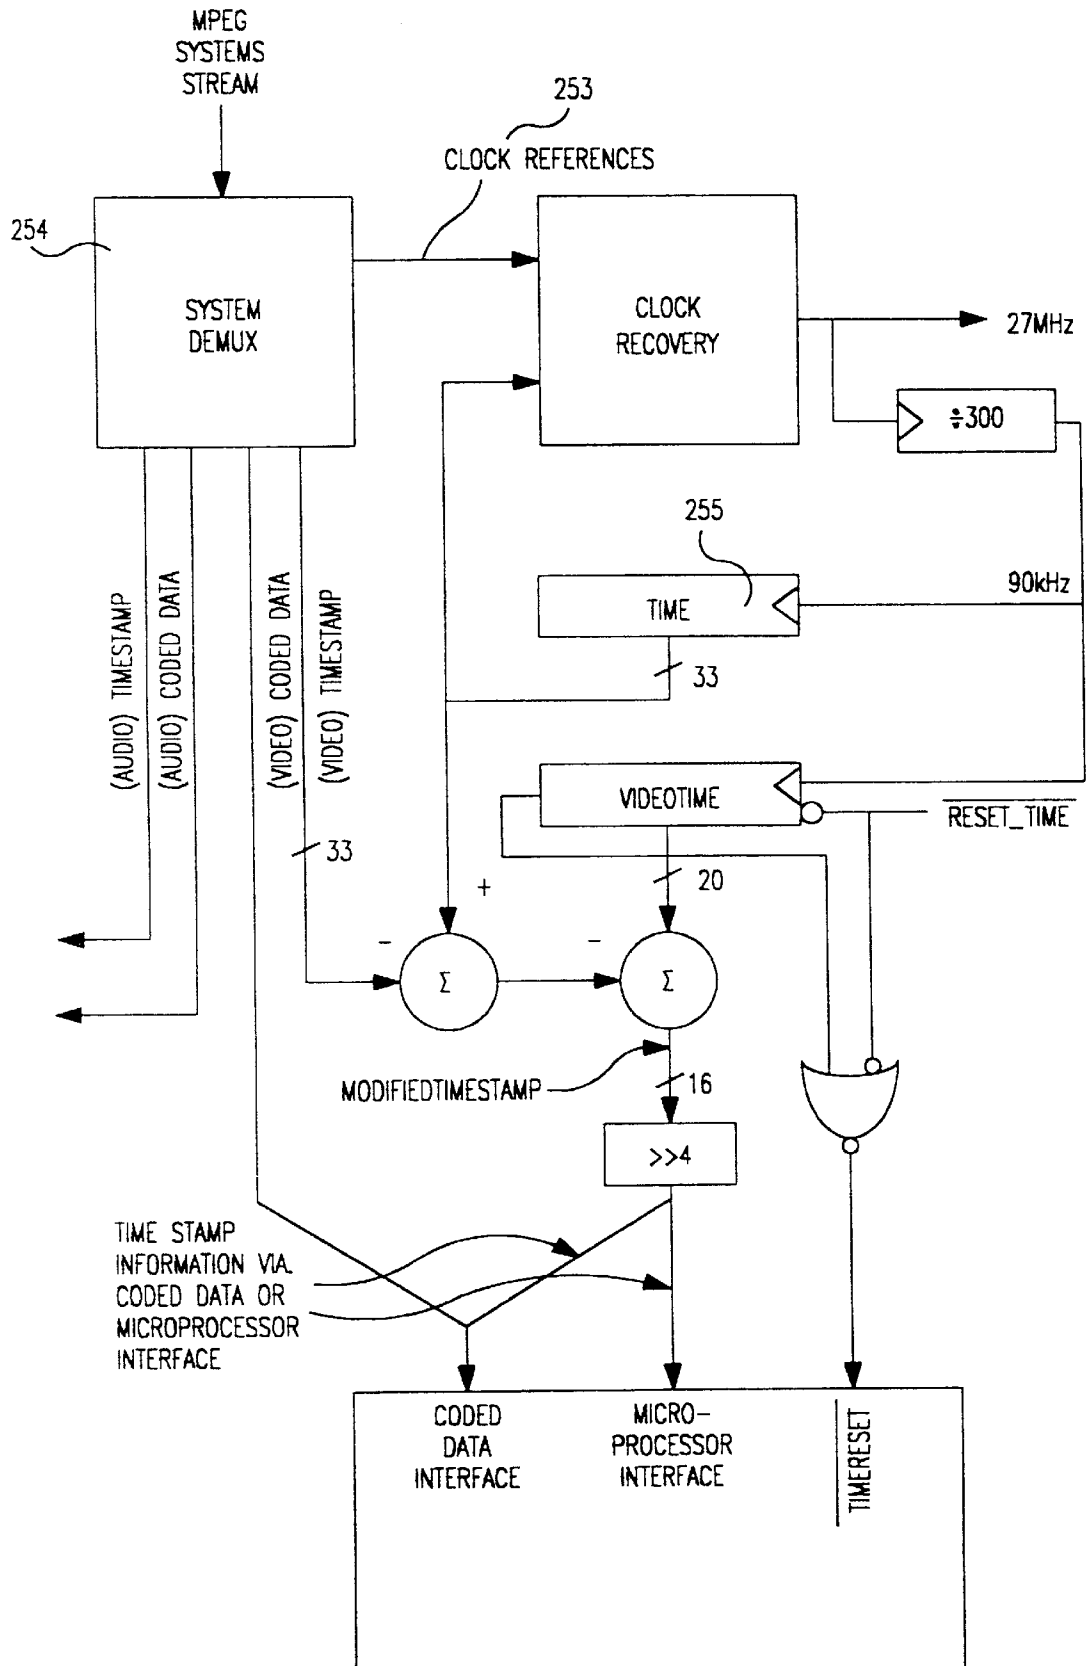 MPEG
SYSTEMS
STREAM
253
CLOCK REFERENCES
254
SYSTEM
DEMUX
CLOCK
RECOVERY
27MHz
÷300
255
TIME
90kHz
33
(AUDIO) TIMESTAMP
(AUDIO) CODED DATA
(VIDEO) CODED DATA
(VIDEO) TIMESTAMP
VIDEOTIME
RESET_TIME
33
20
+
-
-
Σ
Σ
MODIFIEDTIMESTAMP
16
>>4
TIME STAMP
INFORMATION VIA.
CODED DATA OR
MICROPROCESSOR
INTERFACE
CODED
DATA
INTERFACE
MICRO-
PROCESSOR
INTERFACE
TIMERESET